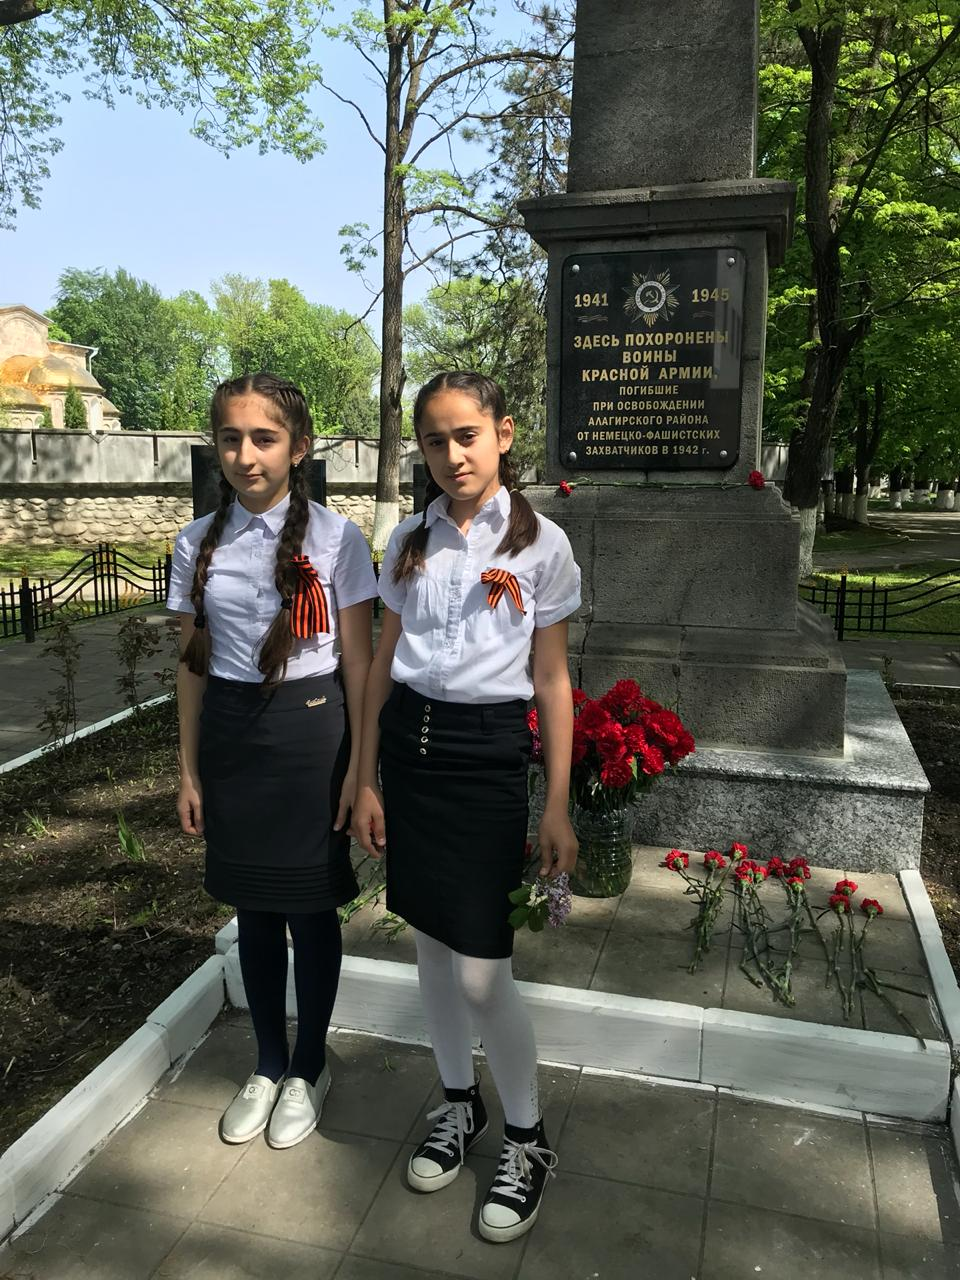 1941 1945
ЗДЕСЬ ПОХОРОНЕНЫ
ВОИНЫ
КРАСНОЙ АРМИИ,
ПОГИБШИЕ
ПРИ ОСВОБОЖДЕНИИ
АЛАГИРСКОГО РАЙОНА
ОТ НЕМЕЦКО-ФАШИСТСКИХ
ЗАХВАТЧИКОВ В 1942 г.